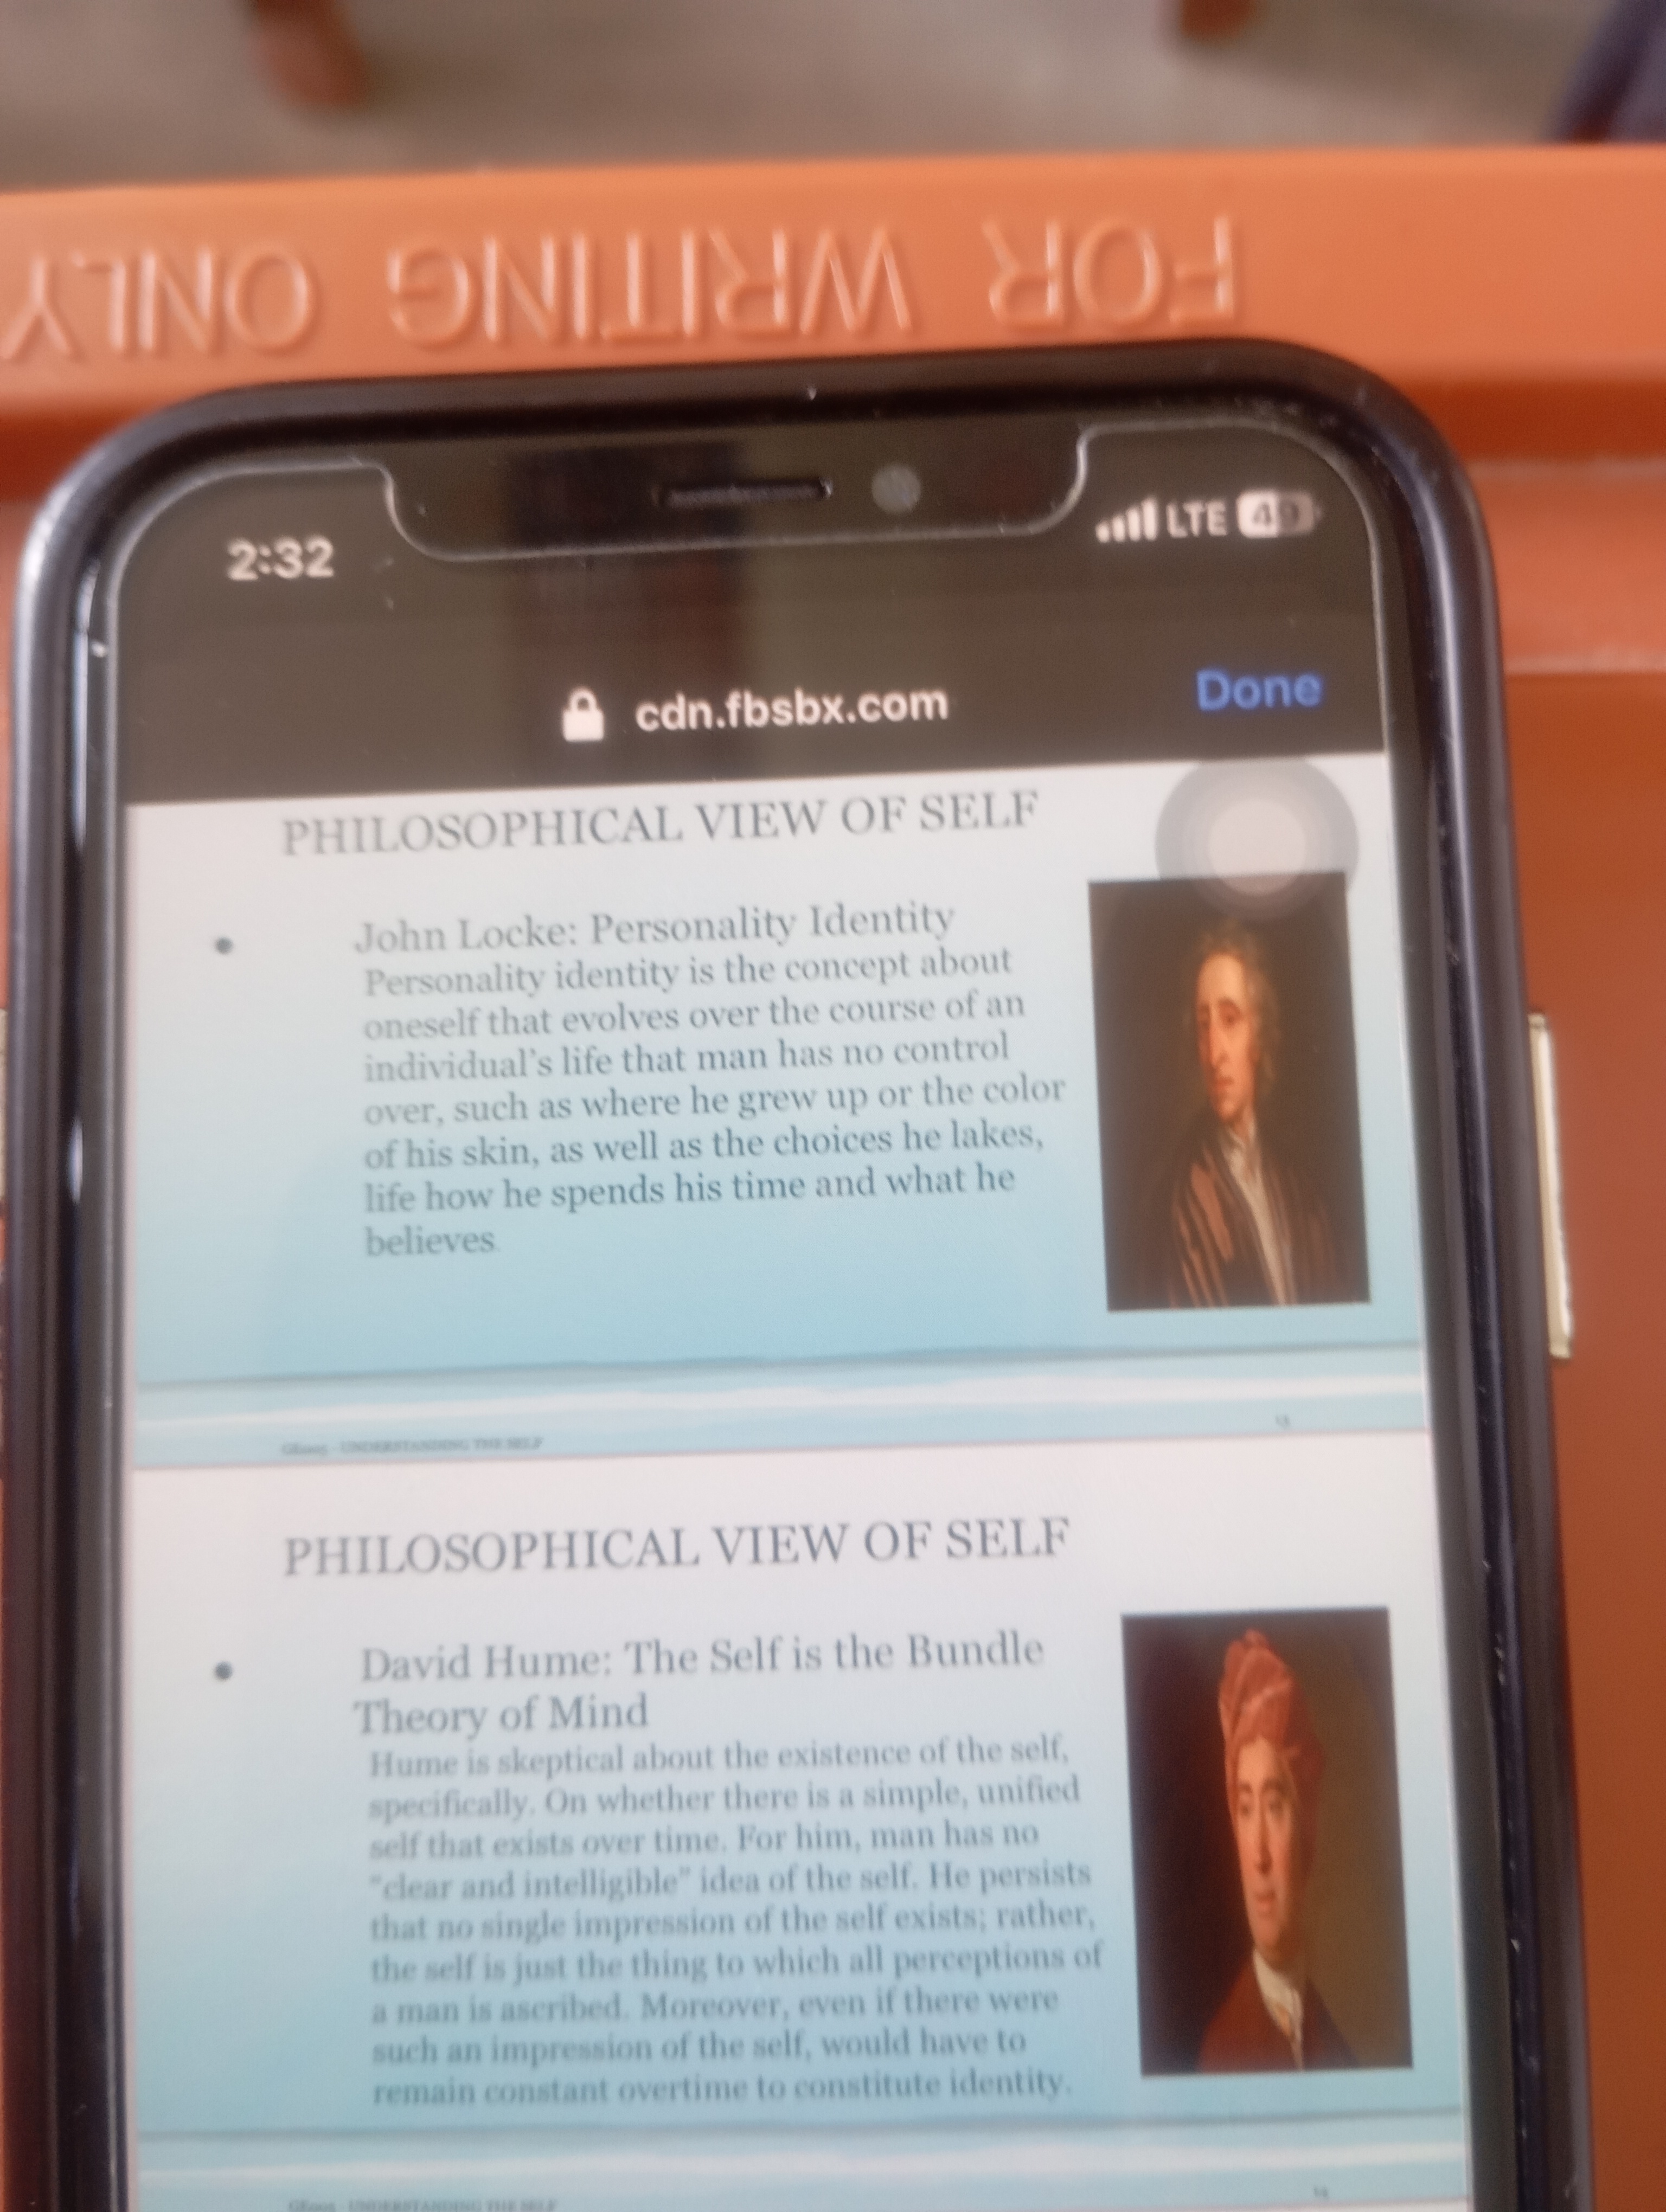 FOR WRITING ONLY
2:32
LTE 49
cdn.fbsbx.com
Done
PHILOSOPHICAL VIEW OF SELF
• John Locke: Personality Identity
Personality identity is the concept about
oneself that evolves over the course of an
individual's life that man has no control
over, such as where he grew up or the color
of his skin, as well as the choices he lakes,
life how he spends his time and what he
believes.
- UNDERSTANDING THE SELF
PHILOSOPHICAL VIEW OF SELF
• David Hume: The Self is the Bundle
Theory of Mind
Hume is skeptical about the existence of the self,
specifically. On whether there is a simple, unified
self that exists over time. For him, man has no
"clear and intelligible" idea of the self. He persists
that no single impression of the self exists; rather,
the self is just the thing to which all perceptions of
a man is ascribed. Moreover, even if there were
such an impression of the self, would have to
remain constant overtime to constitute identity.
- UNDERSTANDING THE SELF